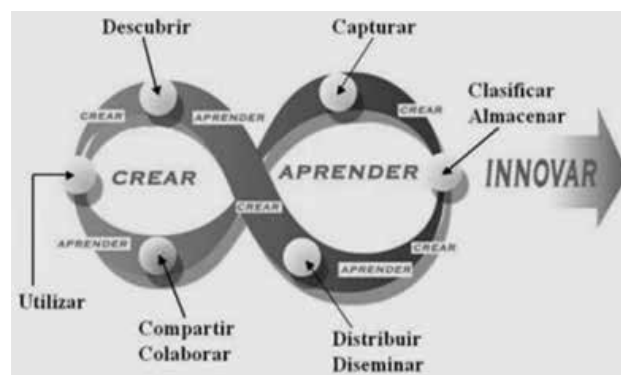 Descubrir
Capturar
Clasificar
Almacenar
CREAR
APRENDER
CREAR
CREAR
APRENDER
INNOVAR
CREAR
APRENDER
CREAR
APRENDER
Utilizar
Compartir
Colaborar
Distribuir
Diseminar